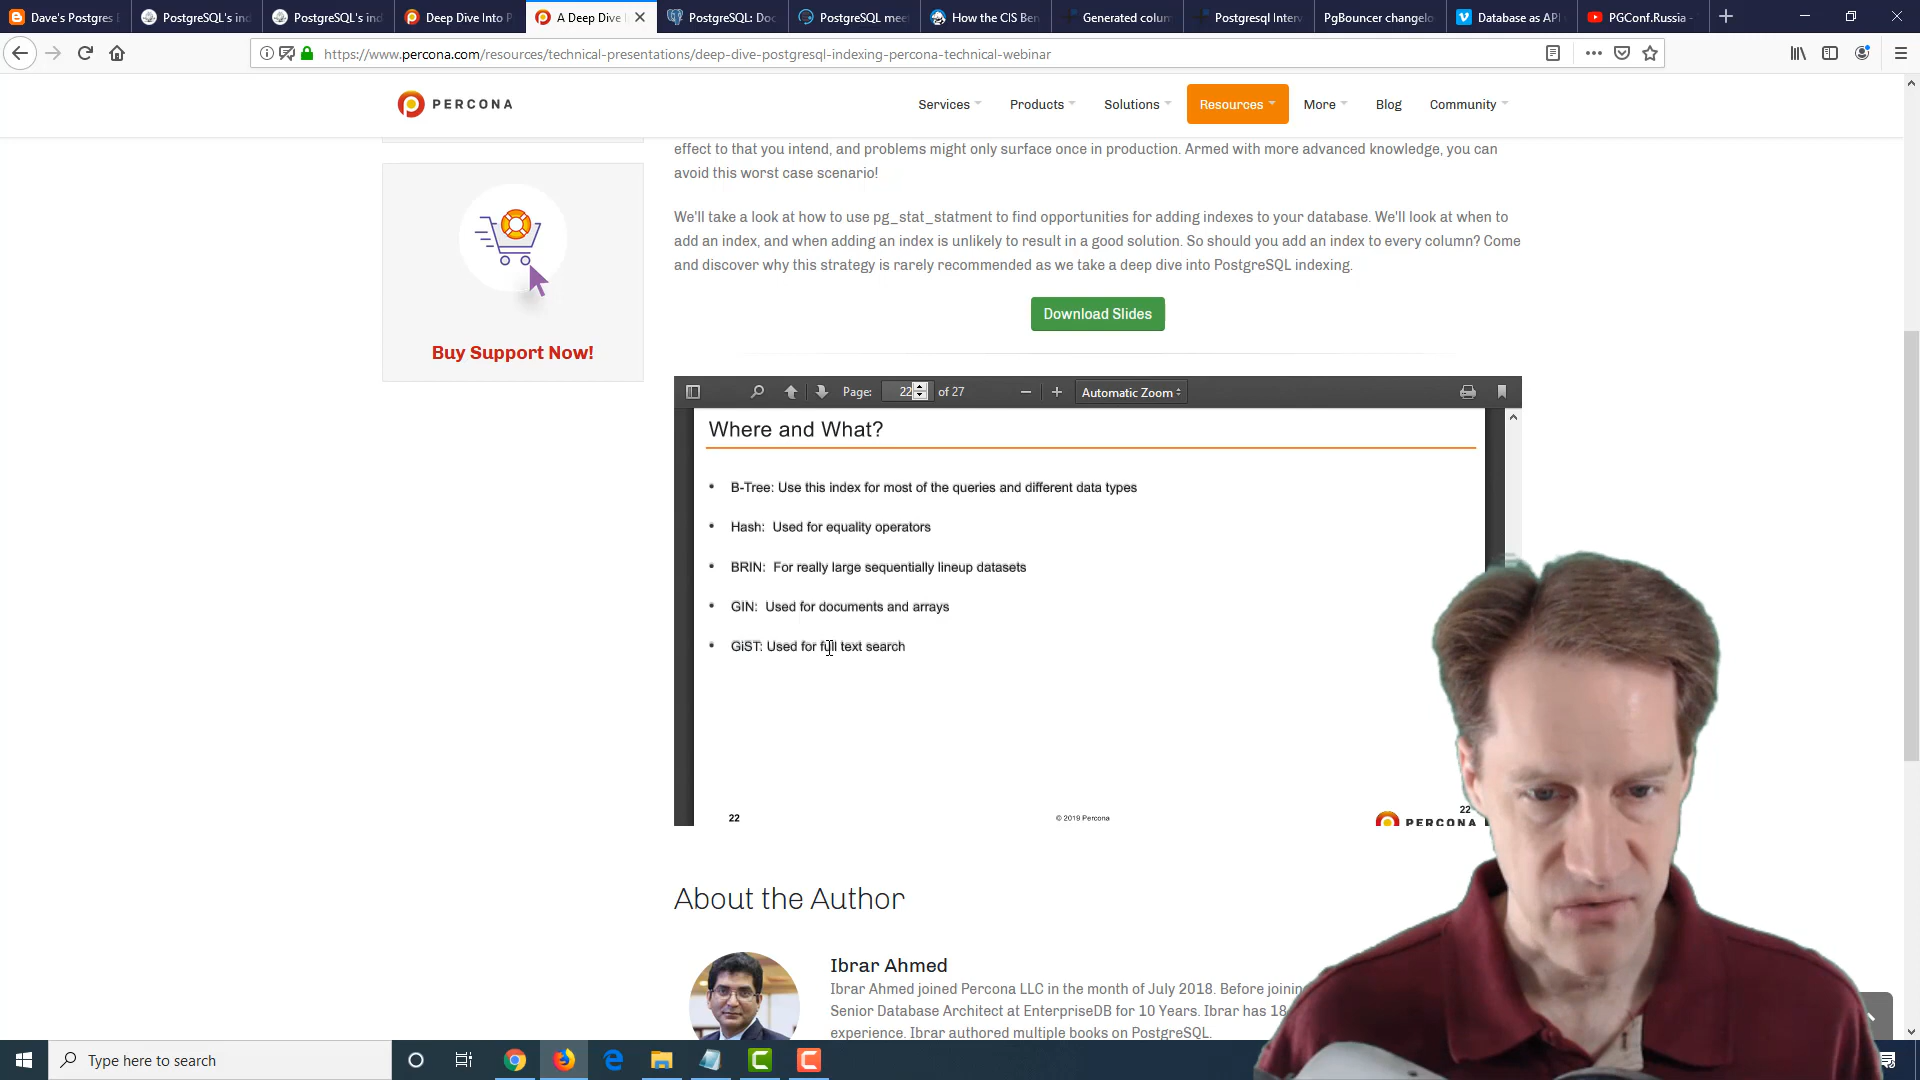 Dave's Postgres
PostgreSQL's ind
PostgreSQL's ind
Deep Dive Into P
A Deep Dive
PostgreSQL: Doc
PostgreSQL meet
How the CIS Ben
Generated colum
Postgresql Interv
PgBouncer changelo
Database as API
PGConf.Russia -
https://www.percona.com/resources/technical-presentations/deep-dive-postgresql-indexing-percona-technical-webinar
PERCONA
Services
Products
Solutions
Resources
More
Blog
Community
effect to that you intend, and problems might only surface once in production. Armed with more advanced knowledge, you can
avoid this worst case scenario!
We'll take a look at how to use pg_stat_statment to find opportunities for adding indexes to your database. We'll look at when to
add an index, and when adding an index is unlikely to result in a good solution. So should you add an index to every column? Come
and discover why this strategy is rarely recommended as we take a deep dive into PostgreSQL indexing.
Buy Support Now!
Download Slides
Page: 22 of 27
Automatic Zoom
Where and What?
• B-Tree: Use this index for most of the queries and different data types
• Hash: Used for equality operators
• BRIN: For really large sequentially lineup datasets
• GIN: Used for documents and arrays
• GiST: Used for full text search
22
© 2019 Percona
22
PERCONA
About the Author
Ibrar Ahmed
Ibrar Ahmed joined Percona LLC in the month of July 2018. Before joining
Senior Database Architect at EnterpriseDB for 10 Years. Ibrar has 18
experience. Ibrar authored multiple books on PostgreSQL.
Type here to search